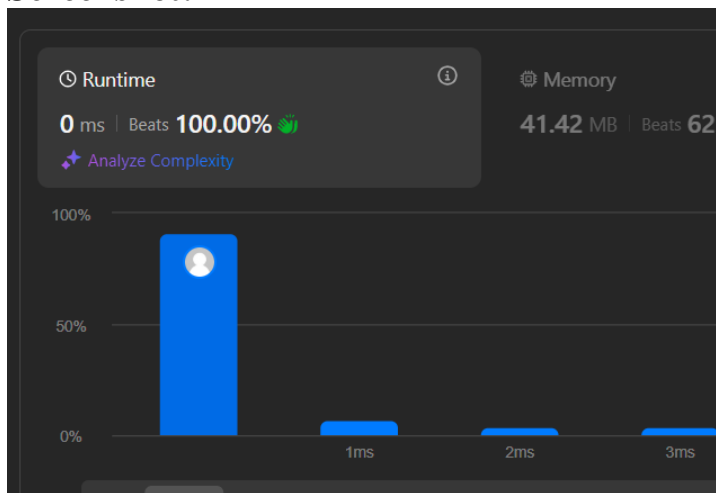 Runtime
0 ms | Beats 100.00%
Analyze Complexity
Memory
41.42 MB | Beats 62
100%
50%
0%
1ms
2ms
3ms